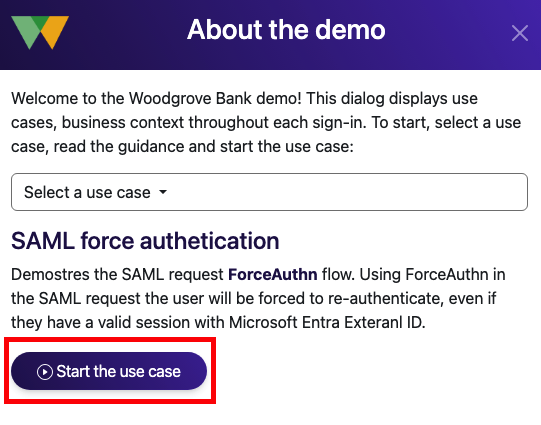 About the demo
Welcome to the Woodgrove Bank demo! This dialog displays use
cases, business context throughout each sign-in. To start, select a use
case, read the guidance and start the use case:
Select a use case
SAML force authetication
Demostres the SAML request ForceAuthn flow. Using ForceAuthn in
the SAML request the user will be forced to re-authenticate, even if
they have a valid session with Microsoft Entra Exteranl ID.
Start the use case